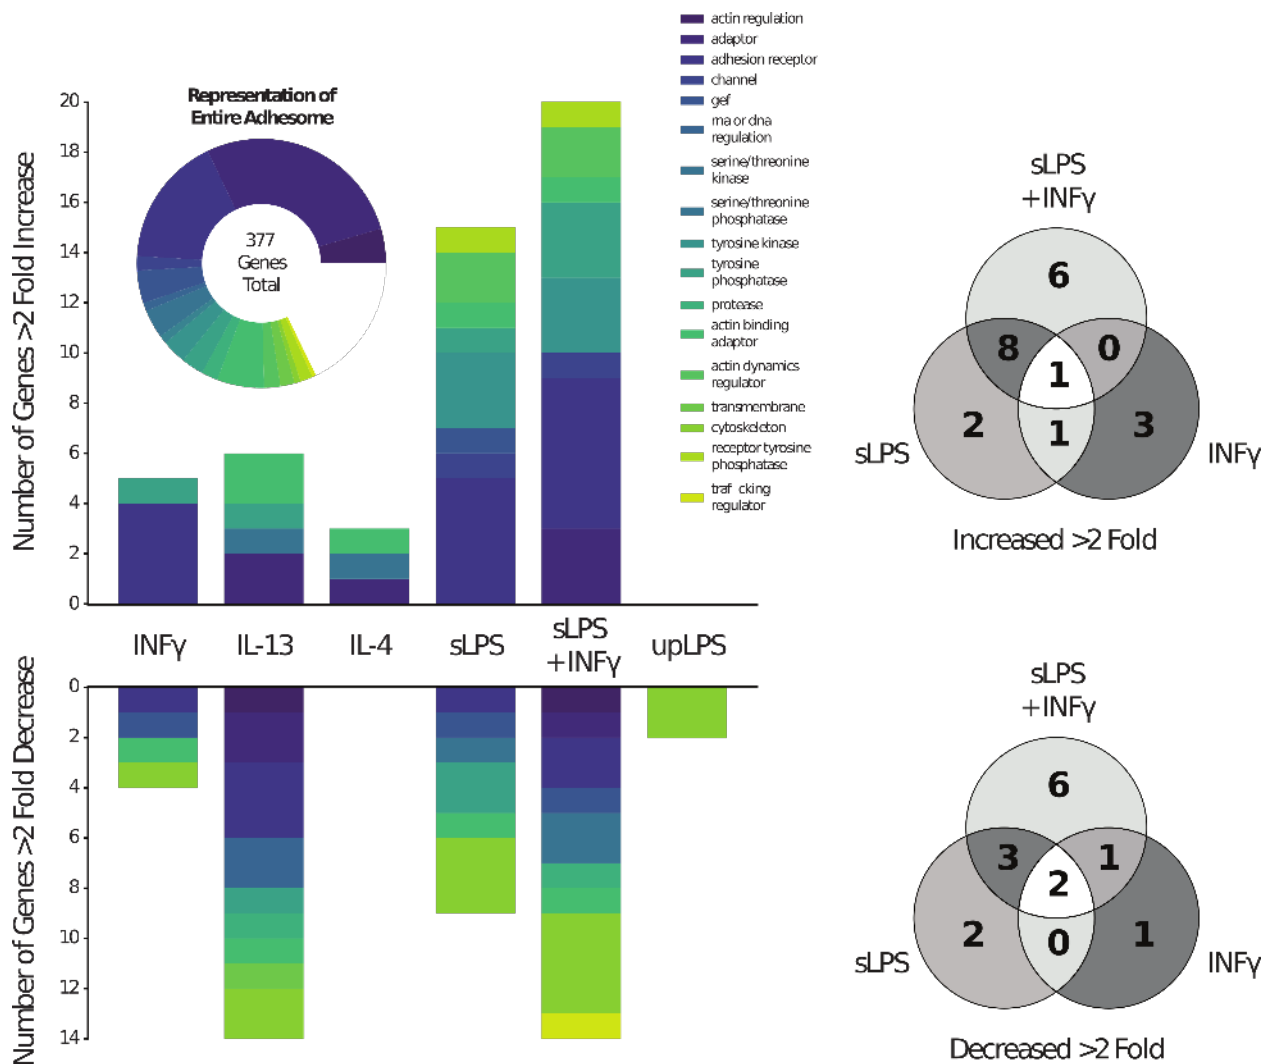 actin regulation
adaptor
adhesion receptor
channel
gef
rna or dna
regulation
serine/threonine
kinase
serine/threonine
phosphatase
tyrosine kinase
tyrosine
phosphatase
protease
actin binding
adaptor
actin dynamics
regulator
transmembrane
cytoskeleton
receptor tyrosine
phosphatase
traf cking
regulator
Representation of
Entire Adhesome
377
Genes
Total
Number of Genes >2 Fold Increase
20
18
16
14
12
10
8
6
4
2
0
INFγ
IL-13
IL-4
sLPS
sLPS
+INFγ
upLPS
Number of Genes >2 Fold Decrease
0
2
4
6
8
10
12
14
sLPS
+INFγ
6
8
0
1
2
1
3
sLPS
INFγ
Increased >2 Fold
sLPS
+INFγ
6
3
1
2
2
0
1
sLPS
INFγ
Decreased >2 Fold